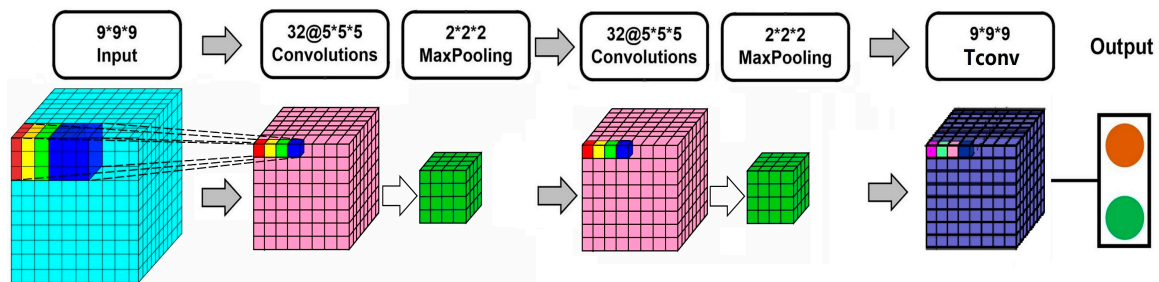 9*9*9
Input
32@5*5*5
Convolutions
2*2*2
MaxPooling
32@5*5*5
Convolutions
2*2*2
MaxPooling
9*9*9
Tconv
Output